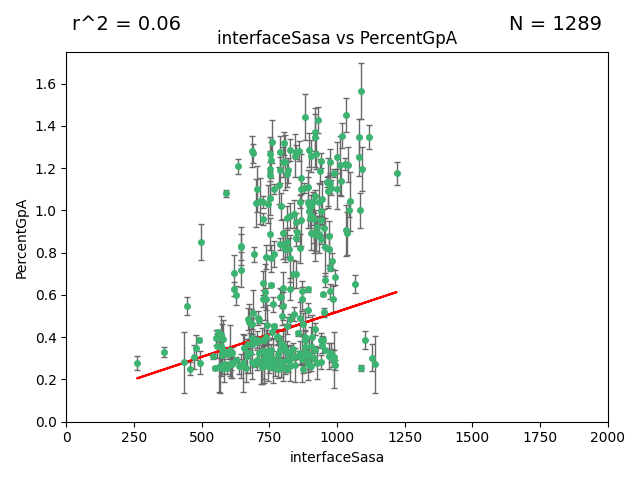 r^2 = 0.06
N = 1289
interfaceSasa vs PercentGpA
PercentGpA
1.6
1.4
1.2
1.0
0.8
0.6
0.4
0.2
0.0
0 250 500 750 1000 1250 1500 1750 2000
interfaceSasa